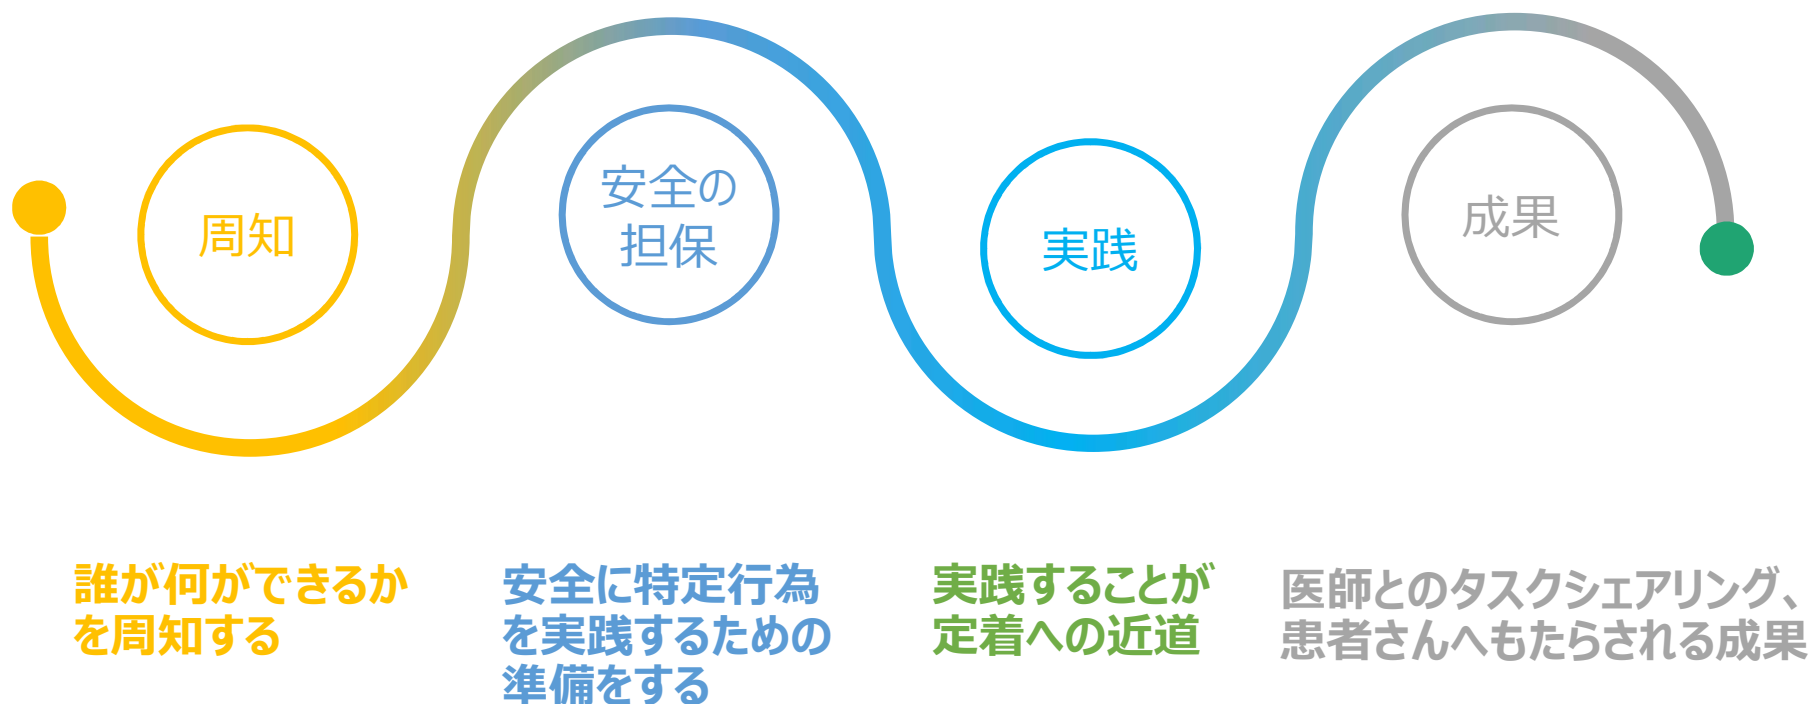 周知
安全の
担保
実践
成果
誰が何ができるか
を周知する
安全に特定行為
を実践するための
準備をする
実践することが
定着への近道
医師とのタスクシェアリング、
患者さんへもたらされる成果